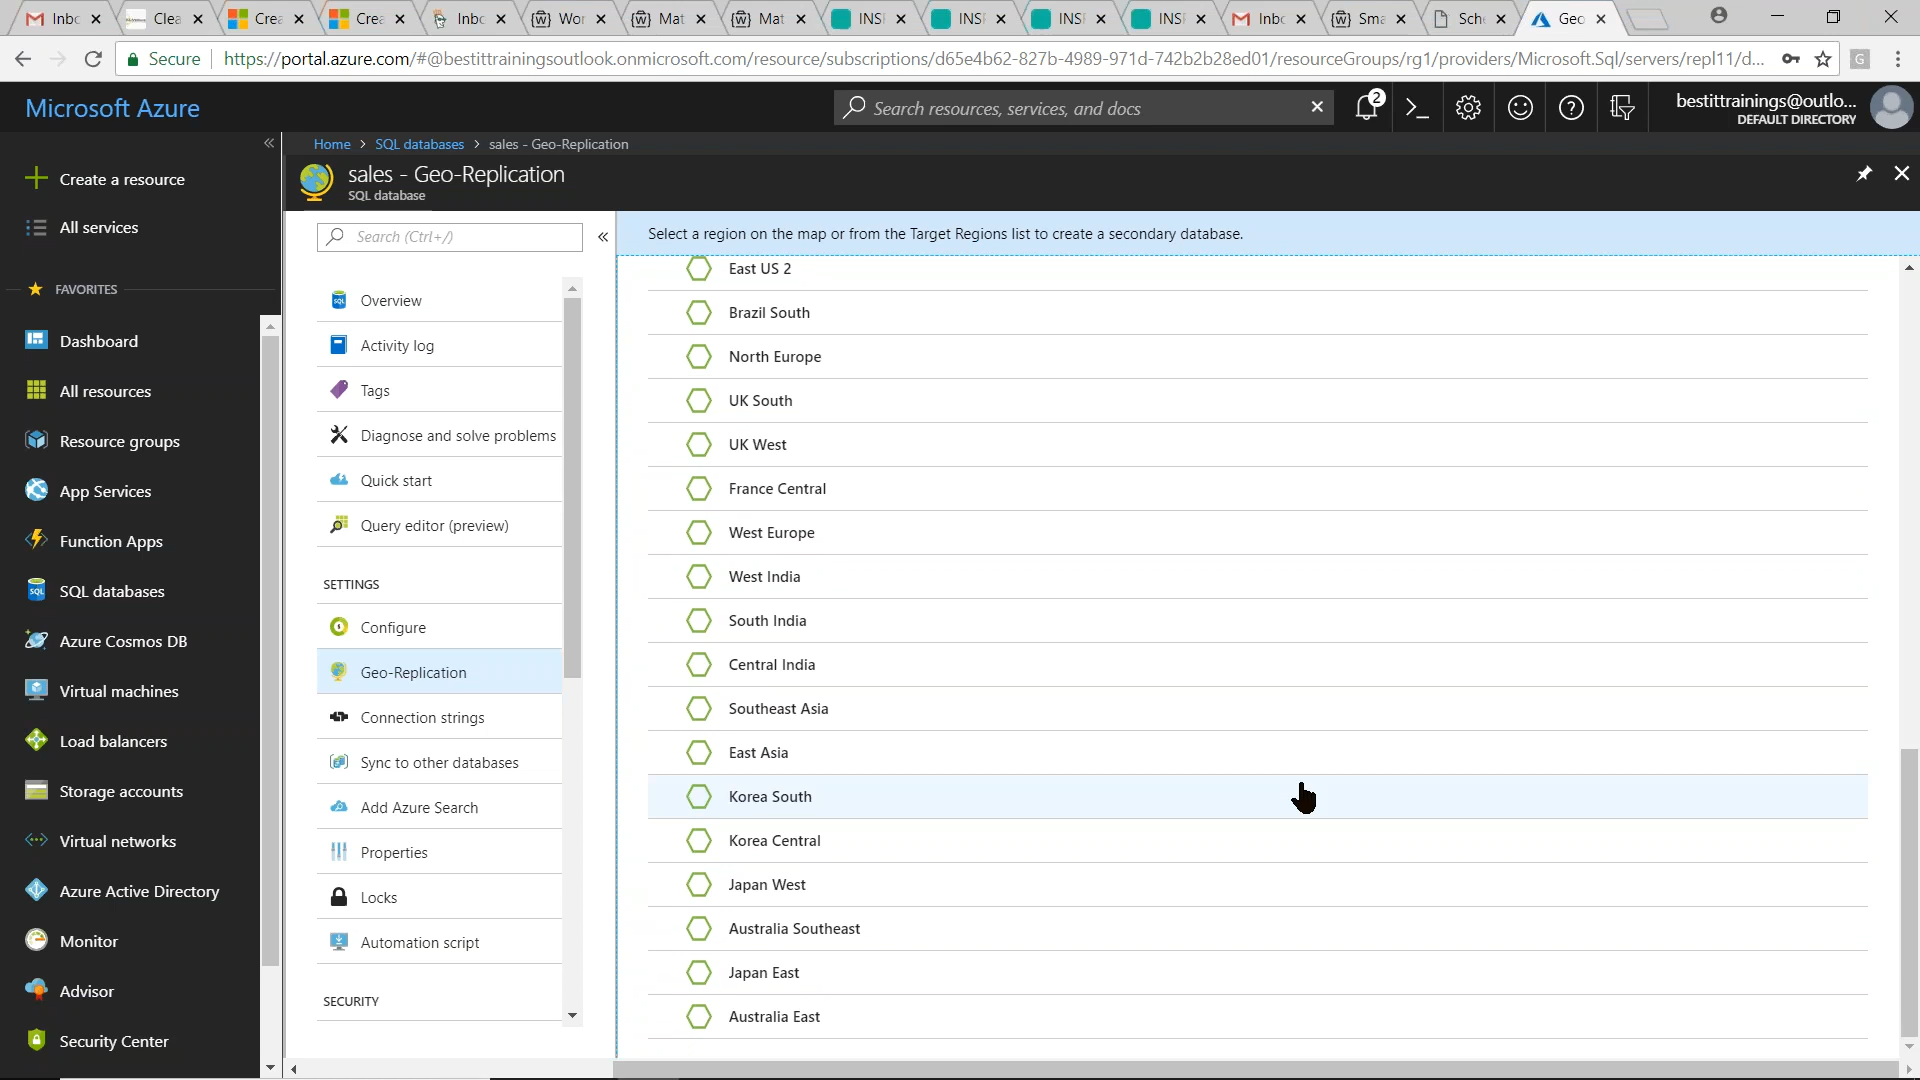 Inbc
Clea
Crea
Crea
Inbc
Wor
Mat
Mat
INSI
INSI
INSI
INSI
Inbc
Sma
Sche
Geo
Secure
https://portal.azure.com/#@bestittrainingsoutlook.onmicrosoft.com/resource/subscriptions/d65e4b62-827b-4989-971d-742b2b28ed01/resourceGroups/rg1/providers/Microsoft.Sql/servers/repl11/d...
Microsoft Azure
Search resources, services, and docs
2
bestittrainings@outlo...
DEFAULT DIRECTORY
Home > SQL databases > sales - Geo-Replication
sales - Geo-Replication
SQL database
Create a resource
All services
FAVORITES
Dashboard
All resources
Resource groups
App Services
Function Apps
SQL databases
Azure Cosmos DB
Virtual machines
Load balancers
Storage accounts
Virtual networks
Azure Active Directory
Monitor
Advisor
Security Center
Search (Ctrl+/)
Overview
Activity log
Tags
Diagnose and solve problems
Quick start
Query editor (preview)
SETTINGS
Configure
Geo-Replication
Connection strings
Sync to other databases
Add Azure Search
Properties
Locks
Automation script
SECURITY
Select a region on the map or from the Target Regions list to create a secondary database.
East US 2
Brazil South
North Europe
UK South
UK West
France Central
West Europe
West India
South India
Central India
Southeast Asia
East Asia
Korea South
Korea Central
Japan West
Australia Southeast
Japan East
Australia East